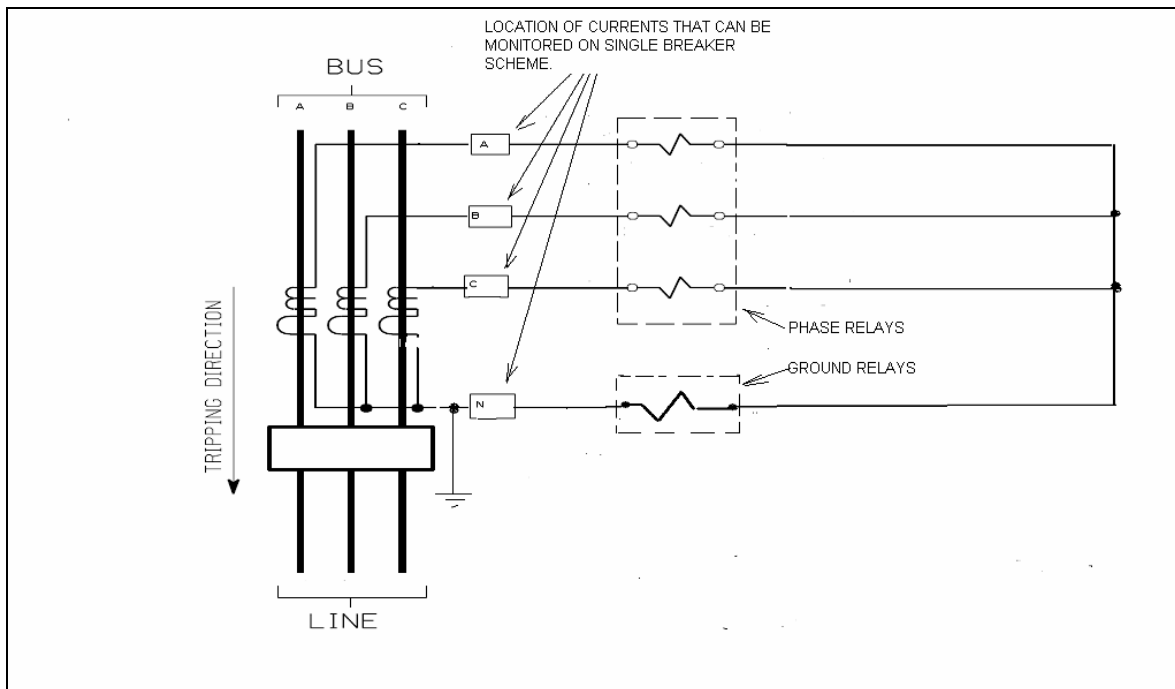 LOCATION OF CURRENTS THAT CAN BE
MONITORED ON SINGLE BREAKER
SCHEME.
BUS
A B C
A
B
C
PHASE RELAYS
GROUND RELAYS
N
TRIPPING DIRECTION
LINE